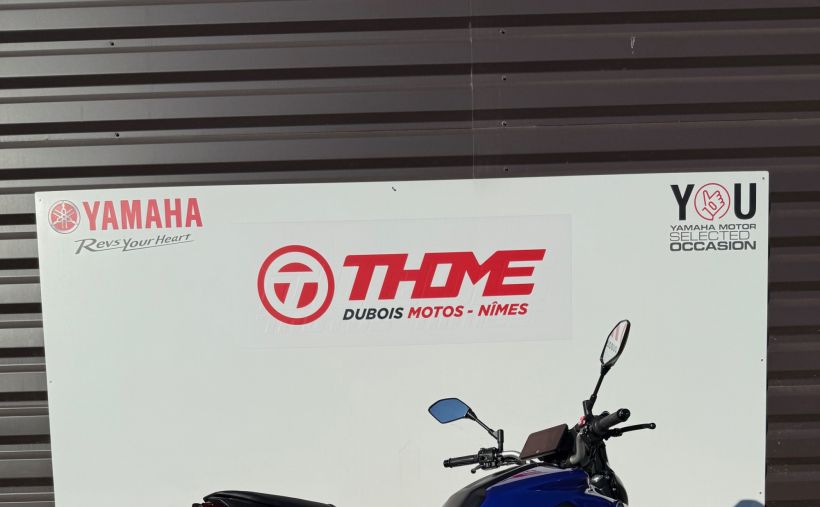 YAMAHA
Revs Your Heart
YOU
YAMAHA MOTOR
SELECTED
OCCASION
THOME
DUBOIS MOTOS - NÎMES